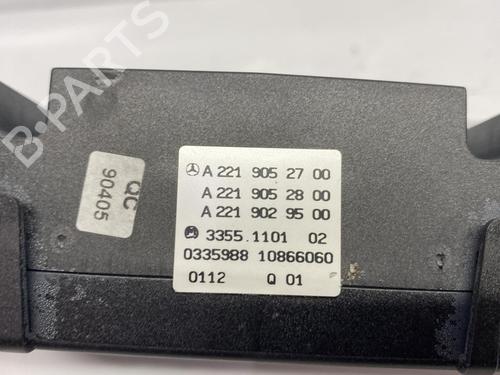 A 221 905 27 00
A 221 905 28 00
A 221 902 95 00
3355.1101 02
0335988 10866060
0112 Q 01
QC
90405
B-PARTS